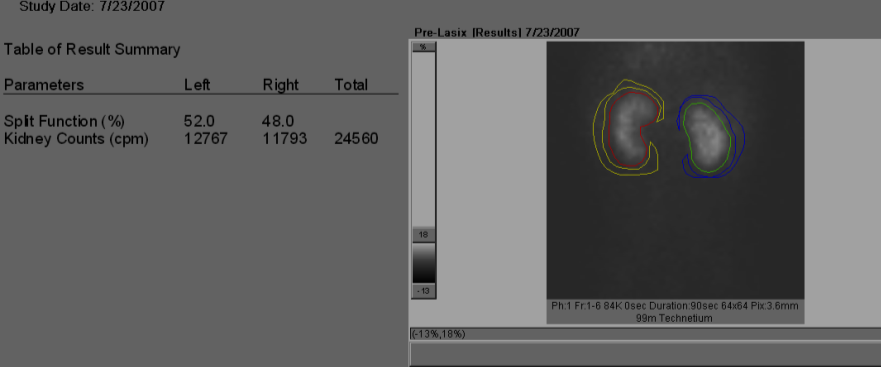 Study Date: 7/23/2007
Table of Result Summary
Parameters Left Right Total
Split Function (%) 52.0 48.0
Kidney Counts (cpm) 12767 11793 24560
Pre-Lasix [Results] 7/23/2007
%
18
-13
Ph:1 Fr:1-6 84K 0sec Duration:90sec 64x64 Pix:3.6mm
99m Technetium
(-13%,18%)